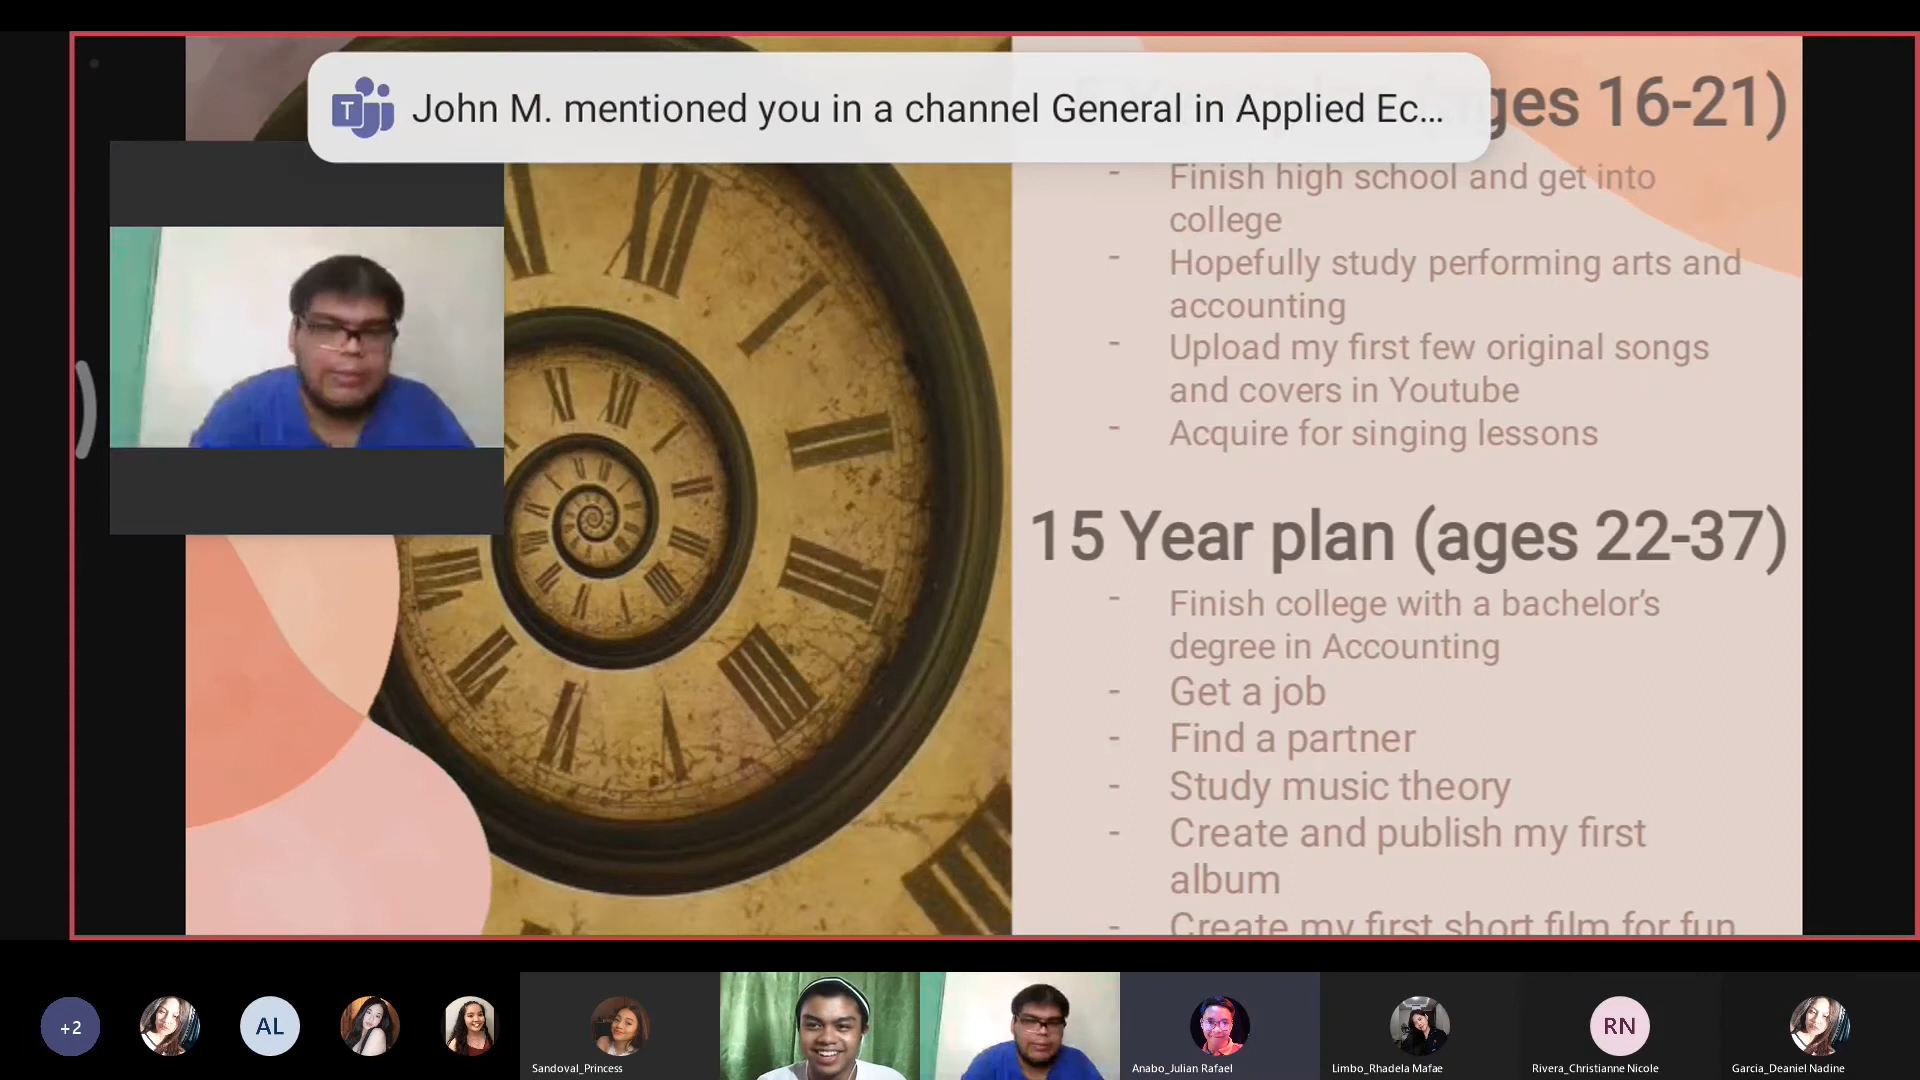 John M. mentioned you in a channel General in Applied Ec...
ges 16-21)
- Finish high school and get into
college
- Hopefully study performing arts and
accounting
- Upload my first few original songs
and covers in Youtube
- Acquire for singing lessons
15 Year plan (ages 22-37)
- Finish college with a bachelor's
degree in Accounting
- Get a job
- Find a partner
- Study music theory
- Create and publish my first
album
- Create my first short film for fun
+2
AL
Sandoval_Princess
Anabo_Julian Rafael
Limbo_Rhadela Mafae
RN
Rivera_Christianne Nicole
Garcia_Deaniel Nadine